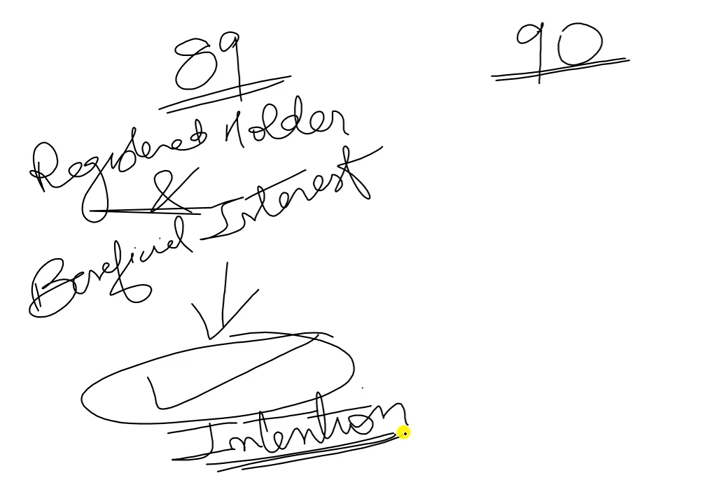 89
90
Registered Holder
&
Beneficial Interest
Intention